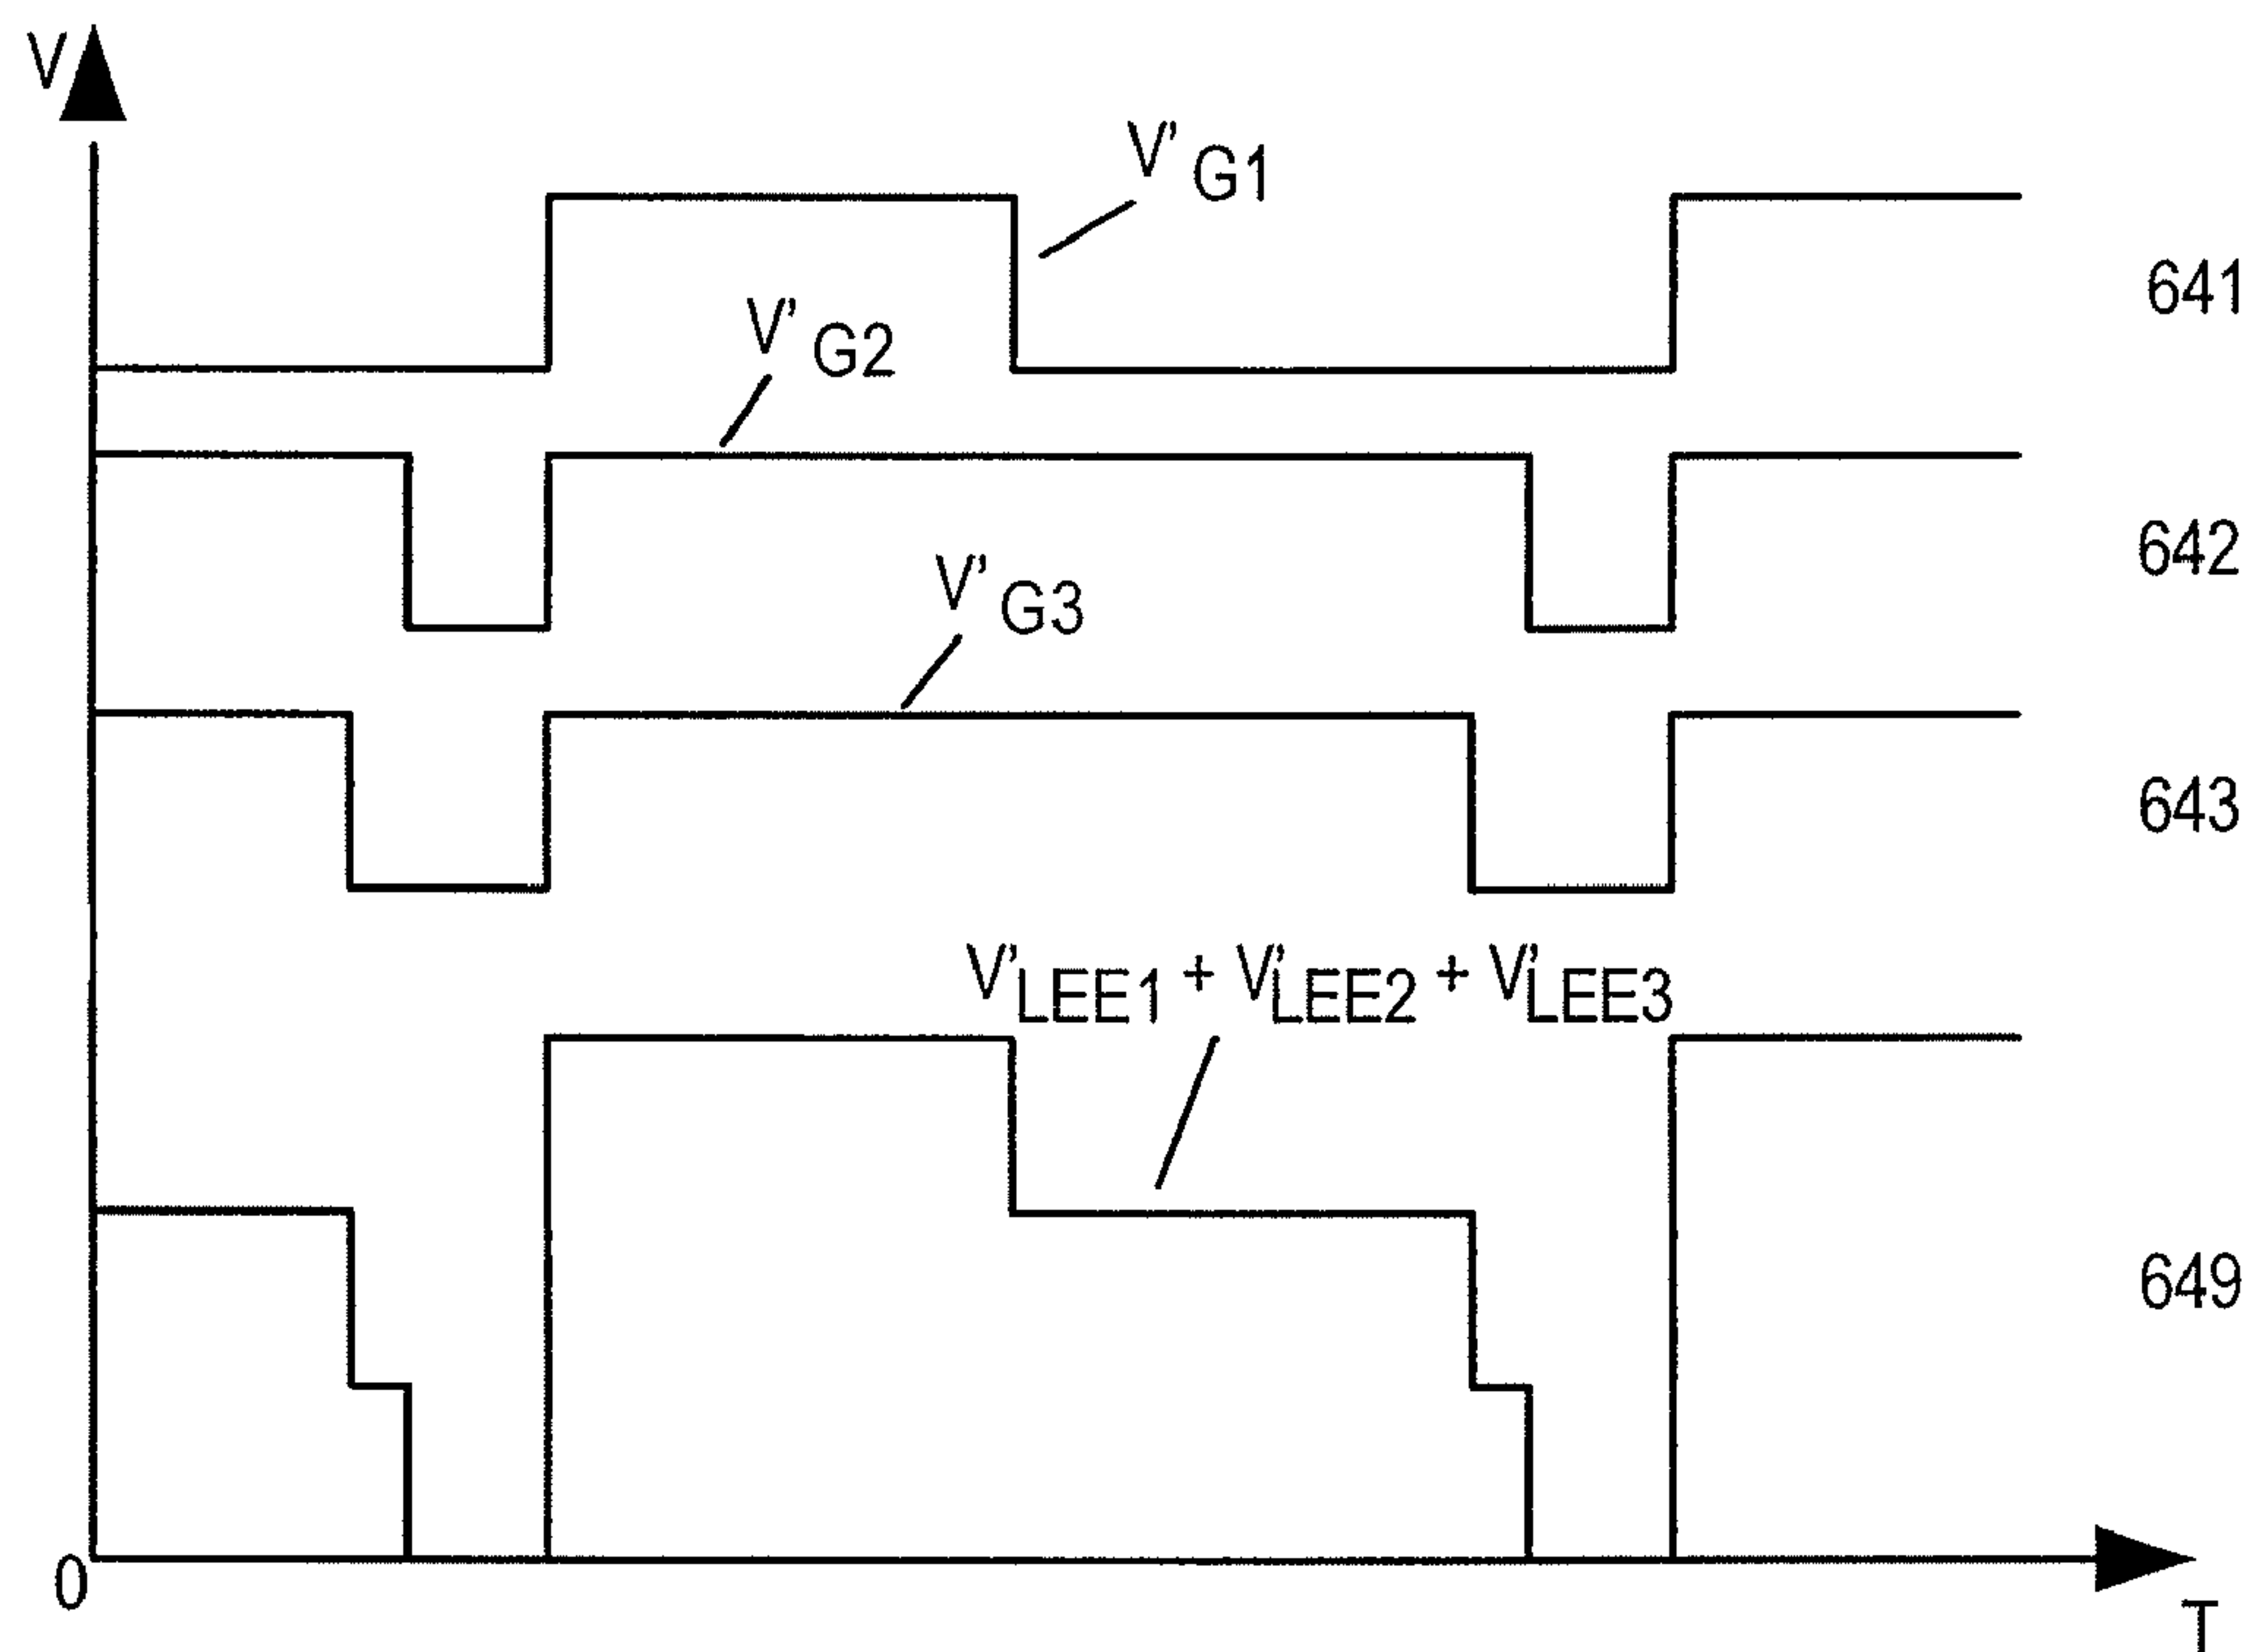 V
V'G1
641
V'G2
642
V'G3
643
V'LEE1 + V'LEE2 + V'LEE3
649
0
T